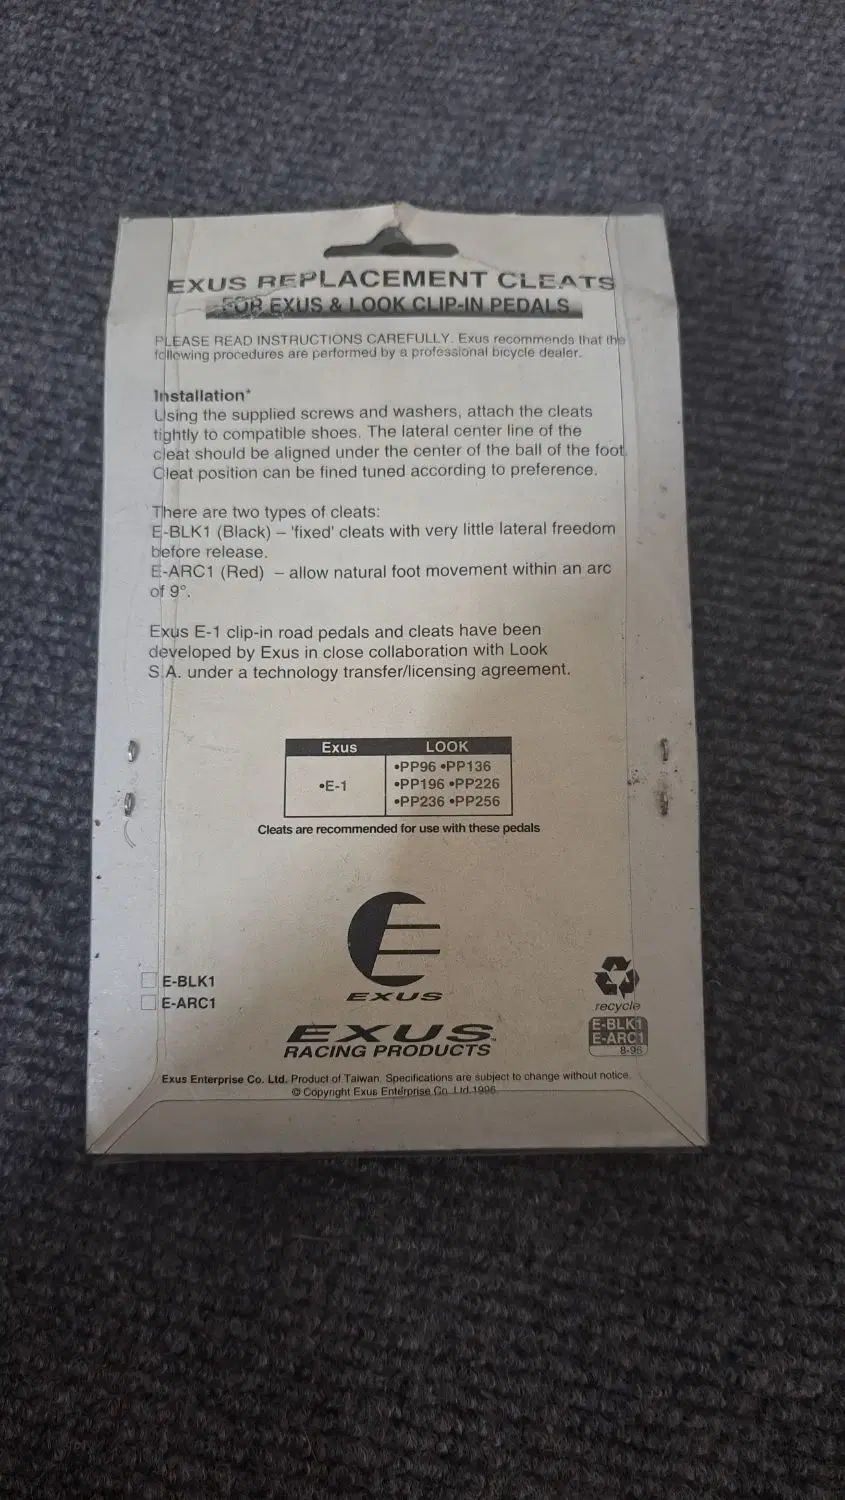 EXUS REPLACEMENT CLEATS
FOR EXUS & LOOK CLIP-IN PEDALS
PLEASE READ INSTRUCTIONS CAREFULLY. Exus recommends that the
following procedures are performed by a professional bicycle dealer.
Installation*
Using the supplied screws and washers, attach the cleats
tightly to compatible shoes. The lateral center line of the
cleat should be aligned under the center of the ball of the foot.
Cleat position can be fined tuned according to preference.
There are two types of cleats:
E-BLK1 (Black) – 'fixed' cleats with very little lateral freedom
before release.
E-ARC1 (Red) – allow natural foot movement within an arc
of 9°.
Exus E-1 clip-in road pedals and cleats have been
developed by Exus in close collaboration with Look
S.A. under a technology transfer/licensing agreement.
Exus LOOK
•E-1
•PP96 •PP136
•PP196 •PP226
•PP236 •PP256
Cleats are recommended for use with these pedals
E-BLK1
E-ARC1
EXUS
EXUS™
RACING PRODUCTS
recycle
E-BLK1
E-ARC1
8-96
Exus Enterprise Co. Ltd. Product of Taiwan. Specifications are subject to change without notice.
© Copyright Exus Enterprise Co. Ltd.1996.